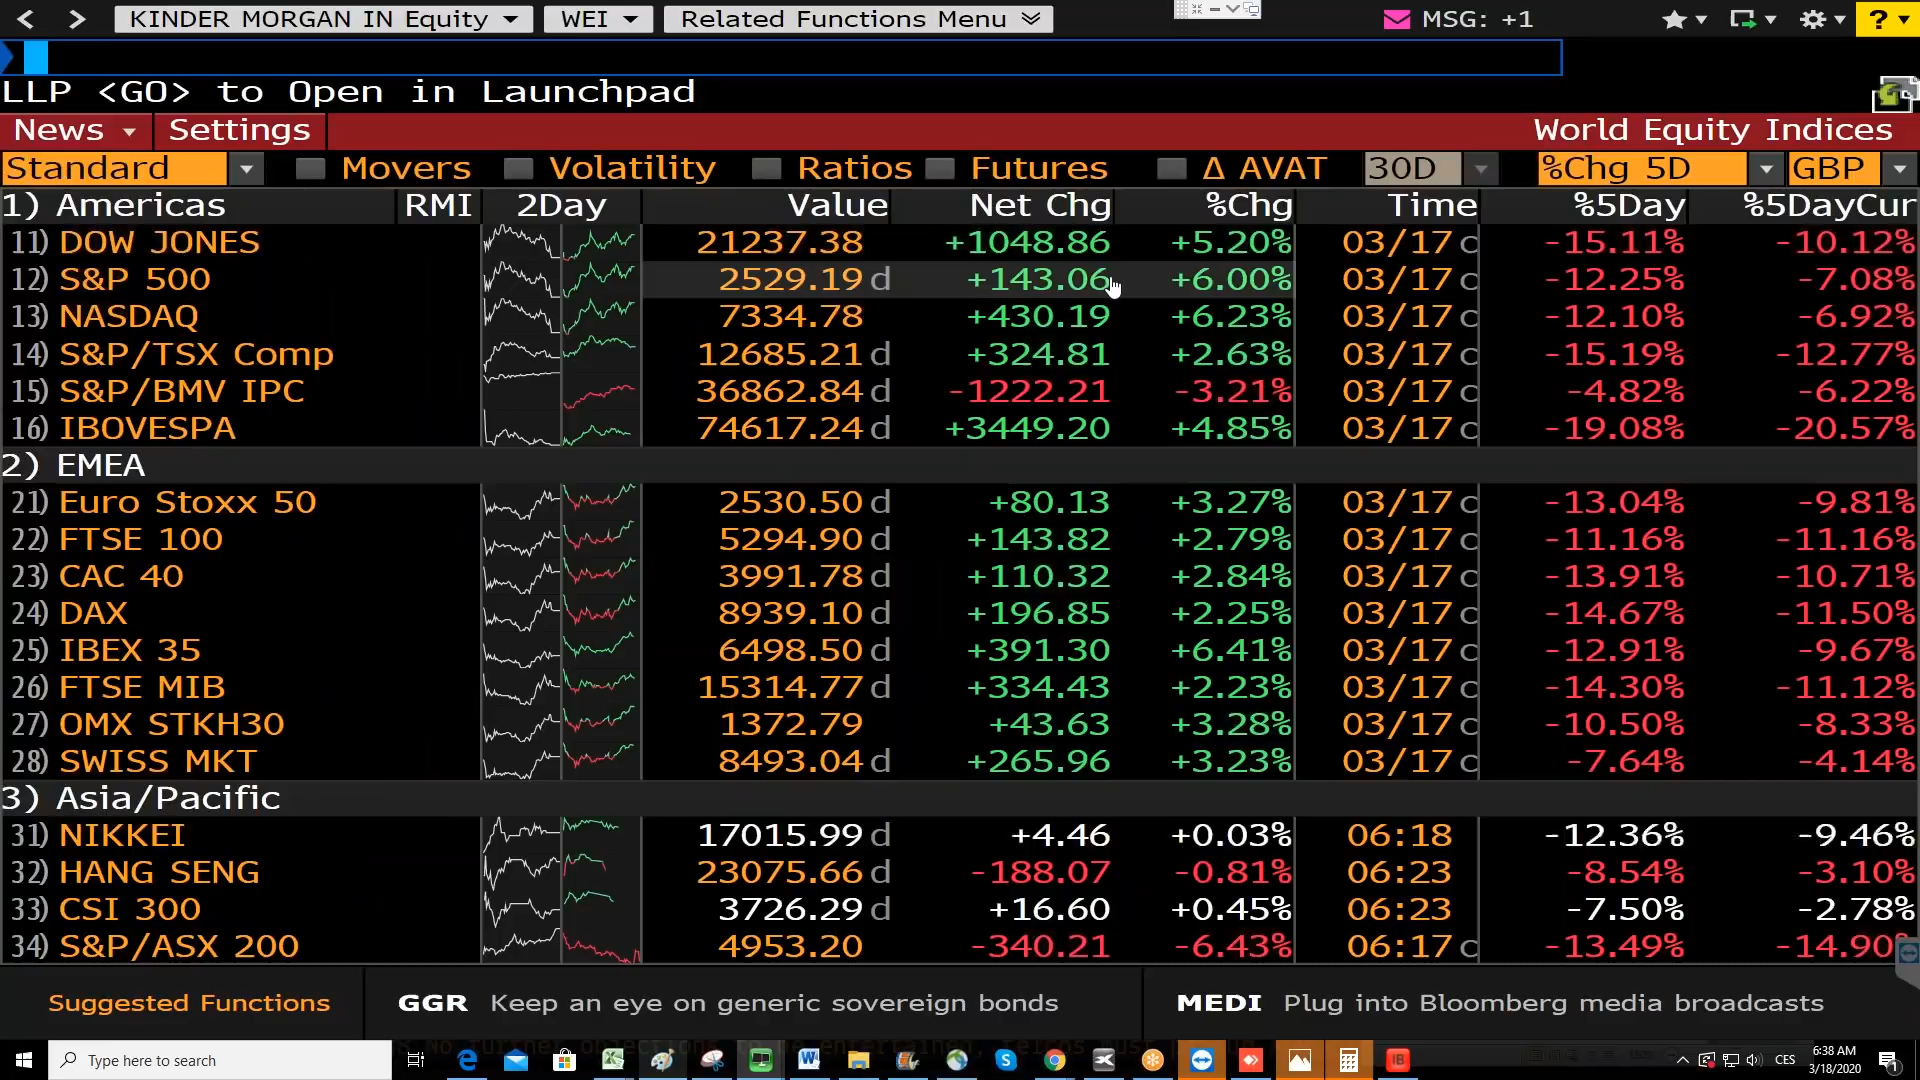 KINDER MORGAN IN Equity WEI Related Functions Menu MSG: +1 ?
LLP <GO> to Open in Launchpad
News Settings World Equity Indices
Standard Movers Volatility Ratios Futures Δ AVAT 30D %Chg 5D GBP
1) Americas RMI 2Day Value Net Chg %Chg Time %5Day %5DayCur
11) DOW JONES 21237.38 +1048.86 +5.20% 03/17 c -15.11% -10.12%
12) S&P 500 2529.19 d +143.06 +6.00% 03/17 c -12.25% -7.08%
13) NASDAQ 7334.78 +430.19 +6.23% 03/17 c -12.10% -6.92%
14) S&P/TSX Comp 12685.21 d +324.81 +2.63% 03/17 c -15.19% -12.77%
15) S&P/BMV IPC 36862.84 d -1222.21 -3.21% 03/17 c -4.82% -6.22%
16) IBOVESPA 74617.24 d +3449.20 +4.85% 03/17 c -19.08% -20.57%
2) EMEA
21) Euro Stoxx 50 2530.50 d +80.13 +3.27% 03/17 c -13.04% -9.81%
22) FTSE 100 5294.90 d +143.82 +2.79% 03/17 c -11.16% -11.16%
23) CAC 40 3991.78 d +110.32 +2.84% 03/17 c -13.91% -10.71%
24) DAX 8939.10 d +196.85 +2.25% 03/17 c -14.67% -11.50%
25) IBEX 35 6498.50 d +391.30 +6.41% 03/17 c -12.91% -9.67%
26) FTSE MIB 15314.77 d +334.43 +2.23% 03/17 c -14.30% -11.12%
27) OMX STKH30 1372.79 +43.63 +3.28% 03/17 c -10.50% -8.33%
28) SWISS MKT 8493.04 d +265.96 +3.23% 03/17 c -7.64% -4.14%
3) Asia/Pacific
31) NIKKEI 17015.99 d +4.46 +0.03% 06:18 -12.36% -9.46%
32) HANG SENG 23075.66 d -188.07 -0.81% 06:23 -8.54% -3.10%
33) CSI 300 3726.29 d +16.60 +0.45% 06:23 -7.50% -2.78%
34) S&P/ASX 200 4953.20 -340.21 -6.43% 06:17 c -13.49% -14.90%
Suggested Functions GGR Keep an eye on generic sovereign bonds MEDI Plug into Bloomberg media broadcasts
Type here to search CES 6:38 AM
3/18/2020